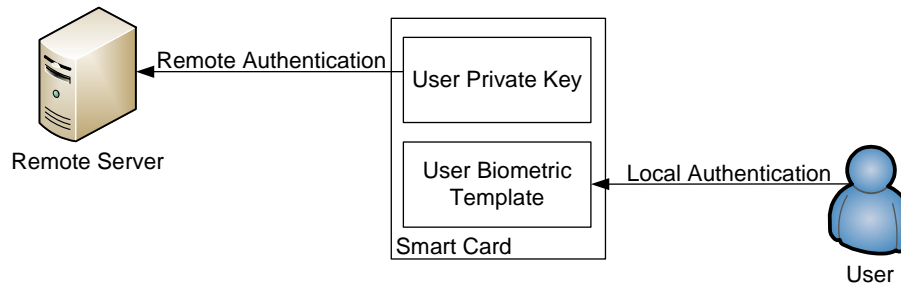 Remote Authentication
User Private Key
Remote Server
User Biometric
Template
Local Authentication
Smart Card
User